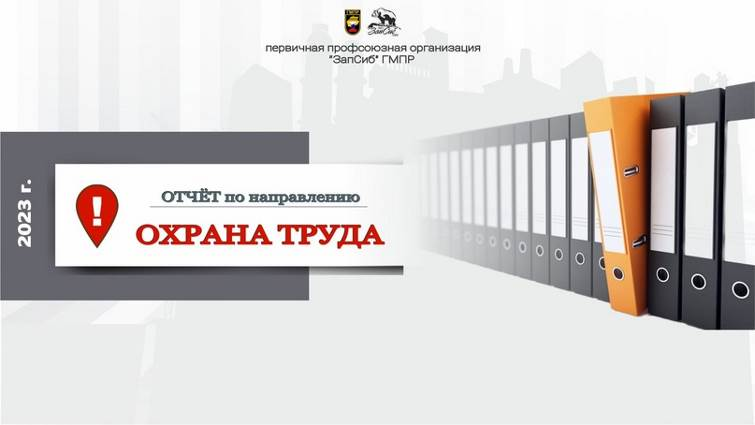 первичная профсоюзная организация
"ЗапСиб" ГМПР
2023 г.
ОТЧЁТ по направлению
ОХРАНА ТРУДА